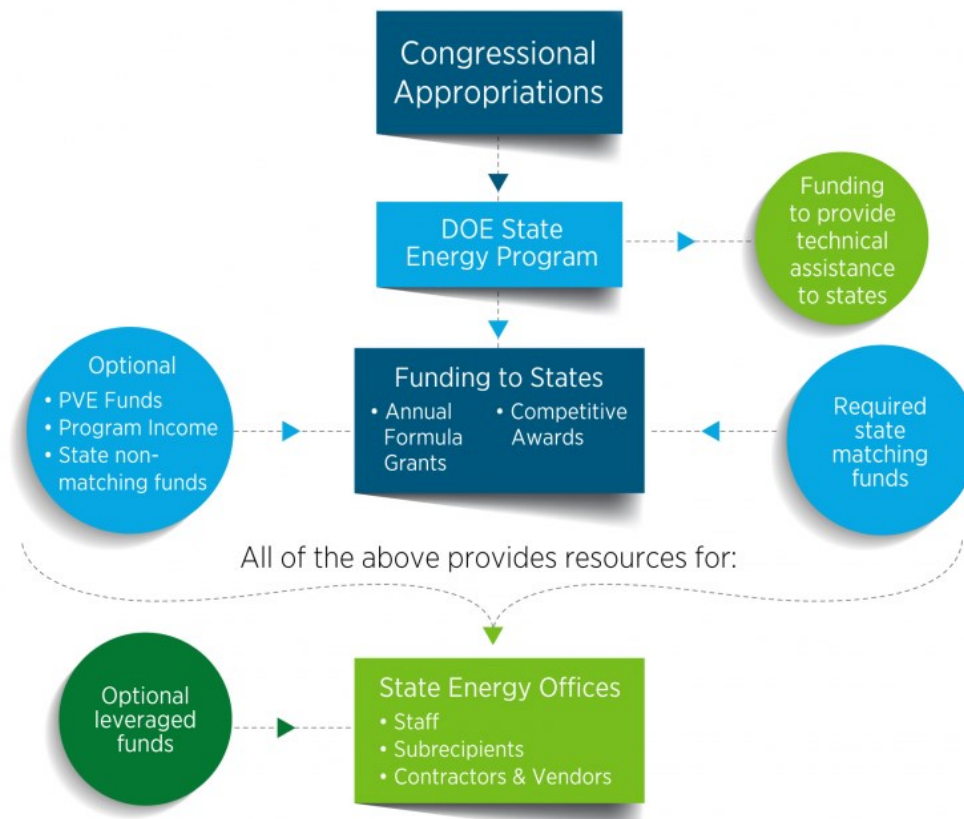 Congressional
Appropriations
DOE State
Energy Program
Funding
to provide
technical
assistance
to states
Optional
• PVE Funds
• Program Income
• State non-
matching funds
Funding to States
• Annual
Formula
Grants
• Competitive
Awards
Required
state
matching
funds
All of the above provides resources for:
Optional
leveraged
funds
State Energy Offices
• Staff
• Subrecipients
• Contractors & Vendors